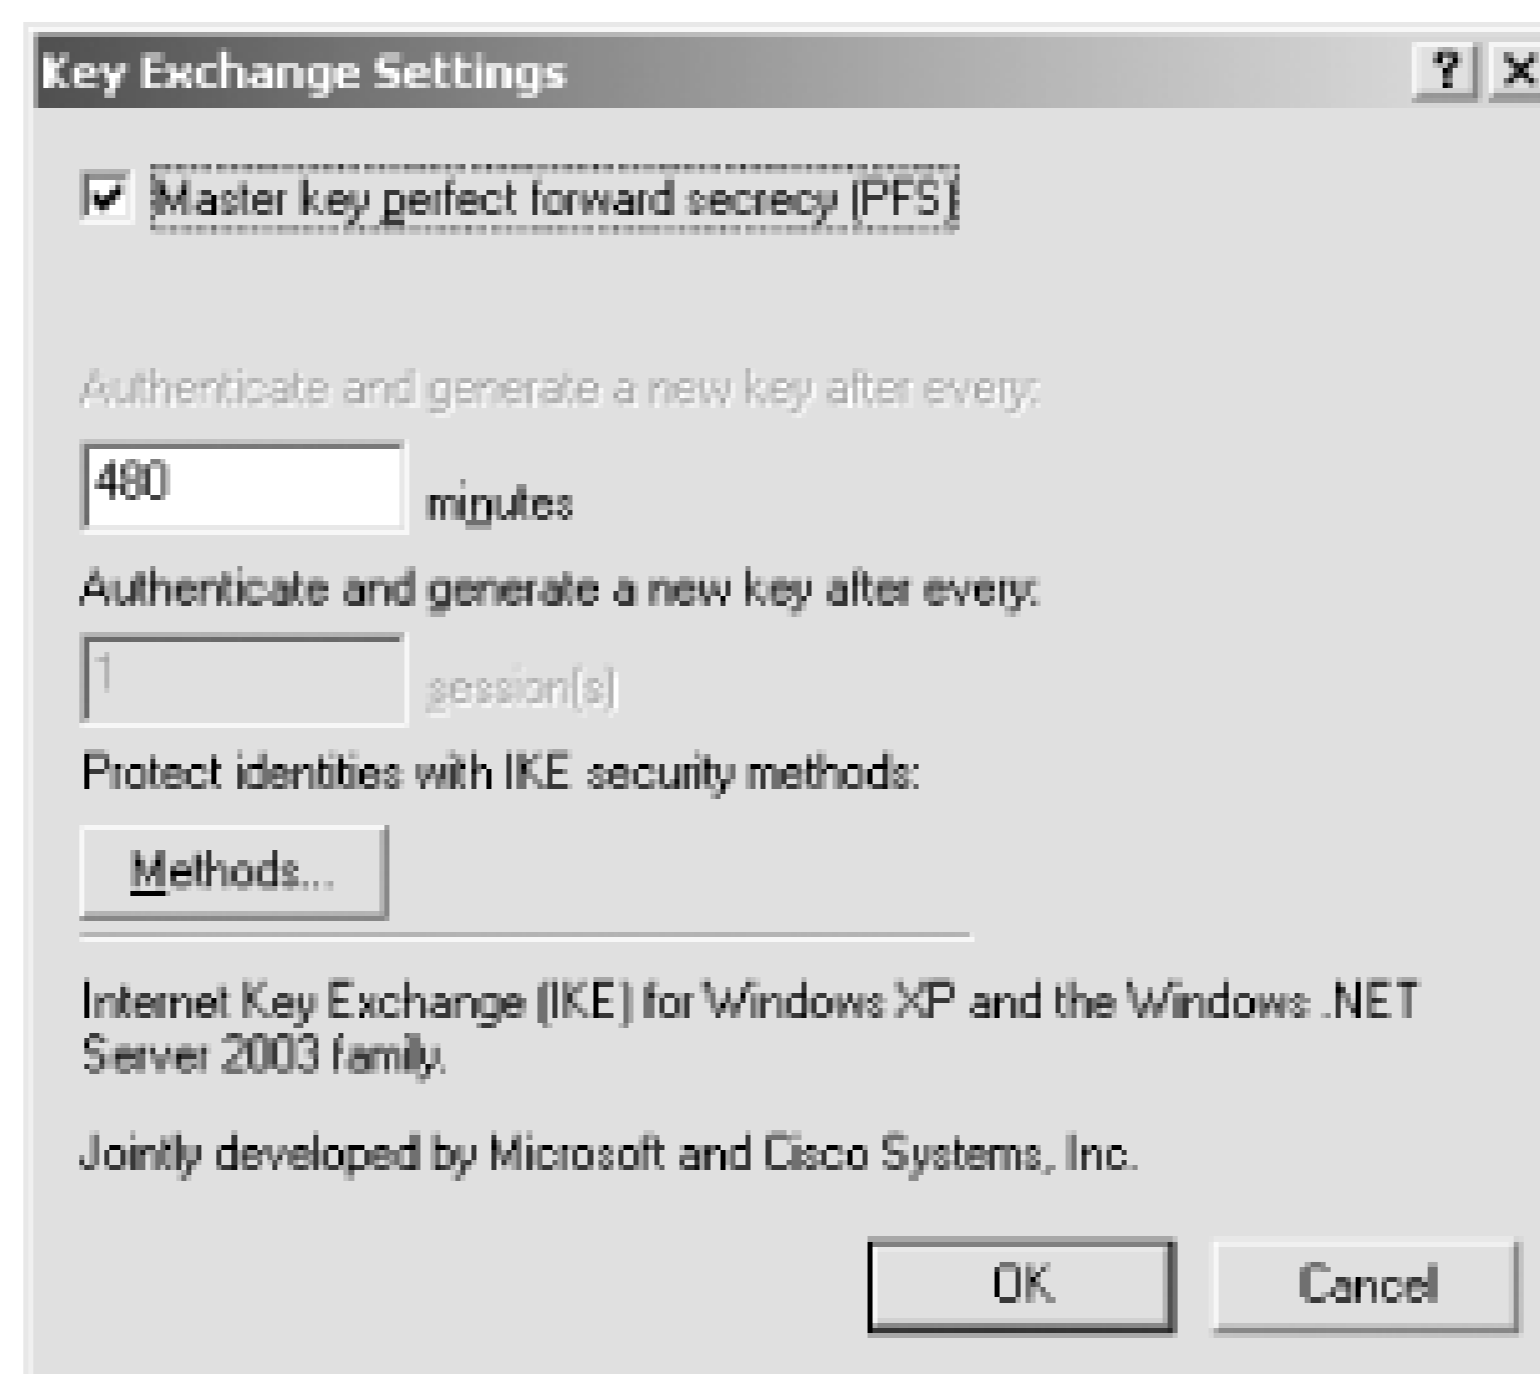 Key Exchange Settings
Master key perfect forward secrecy (PFS)
Authenticate and generate a new key after every:
480 minutes
Authenticate and generate a new key after every:
1 session(s)
Protect identities with IKE security methods:
Methods...
Internet Key Exchange (IKE) for Windows XP and the Windows .NET
Server 2003 family.
Jointly developed by Microsoft and Cisco Systems, Inc.
OK Cancel